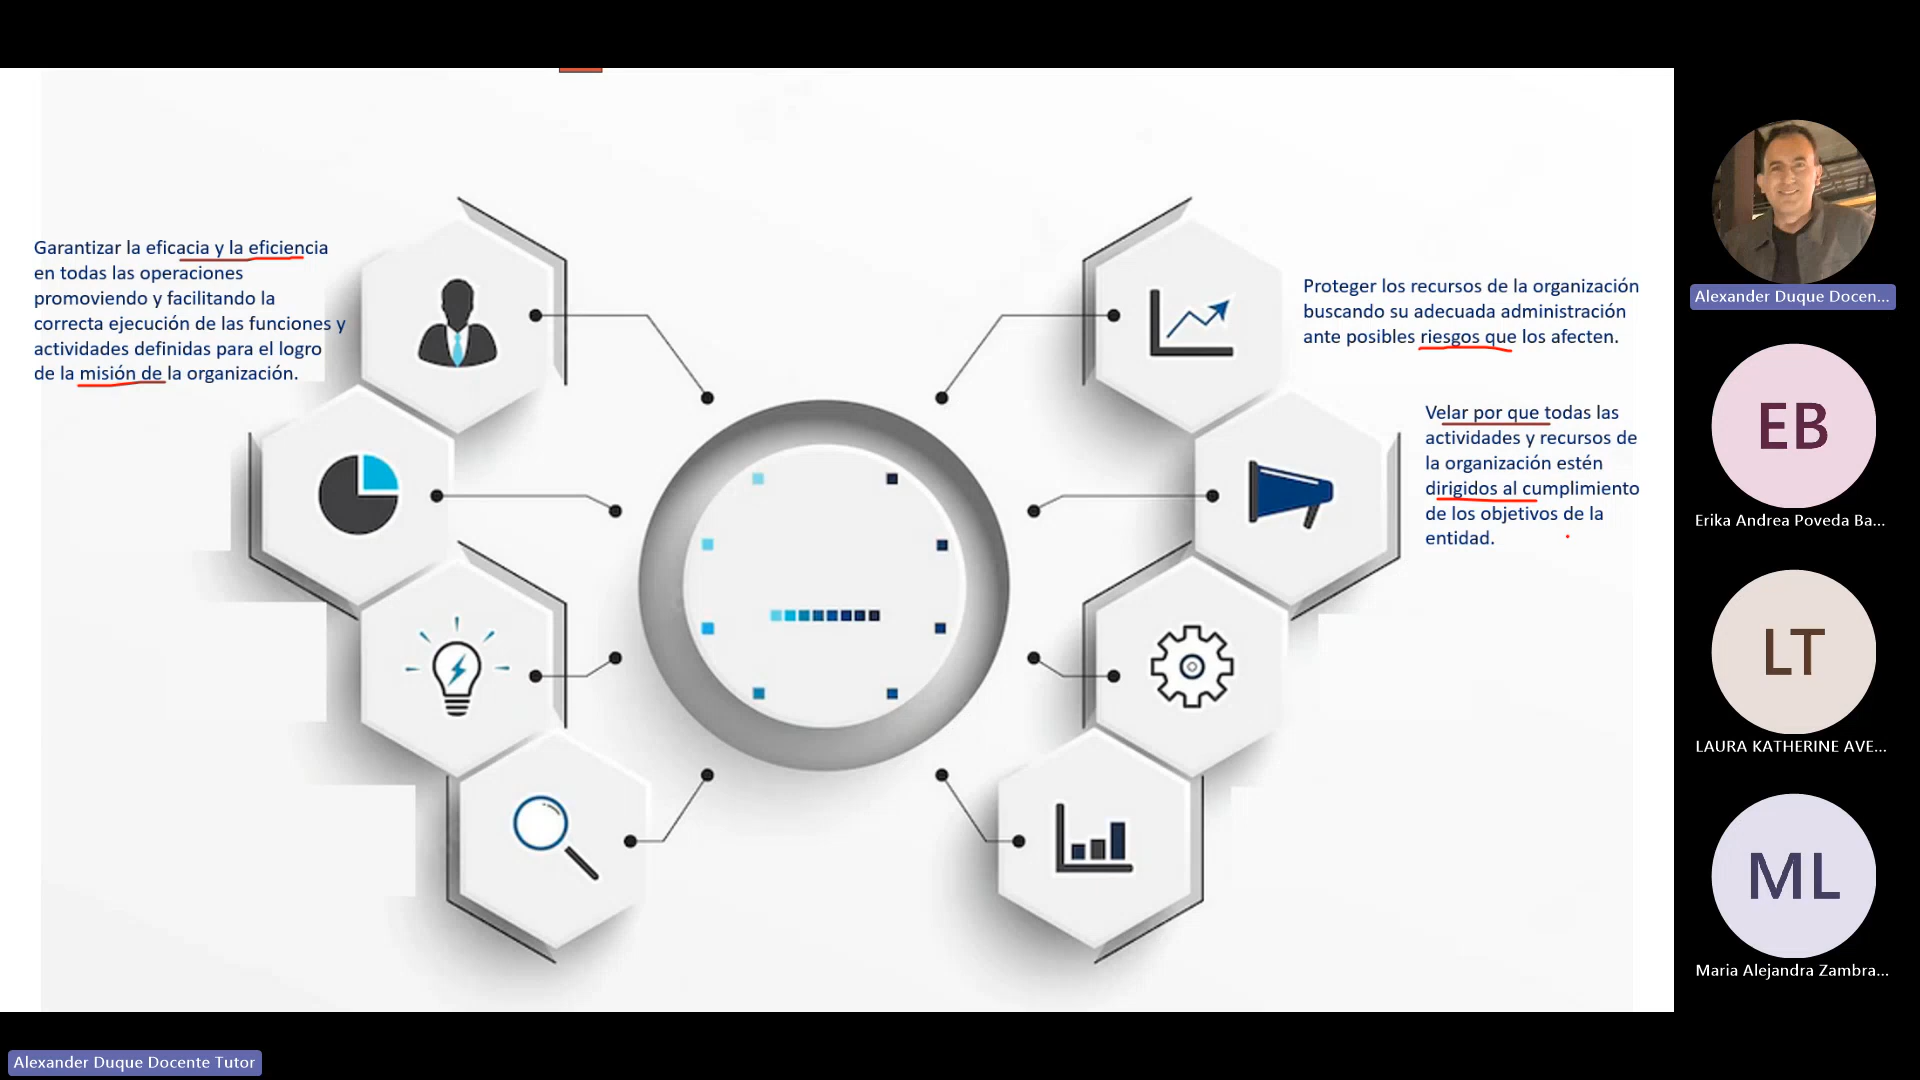 Garantizar la eficacia y la eficiencia
en todas las operaciones
promoviendo y facilitando la
correcta ejecución de las funciones y
actividades definidas para el logro
de la misión de la organización.
Proteger los recursos de la organización
buscando su adecuada administración
ante posibles riesgos que los afecten.
Velar por que todas las
actividades y recursos de
la organización estén
dirigidos al cumplimiento
de los objetivos de la
entidad.
Alexander Duque Docen...
EB
Erika Andrea Poveda Ba...
LT
LAURA KATHERINE AVE...
ML
Maria Alejandra Zambra...
Alexander Duque Docente Tutor